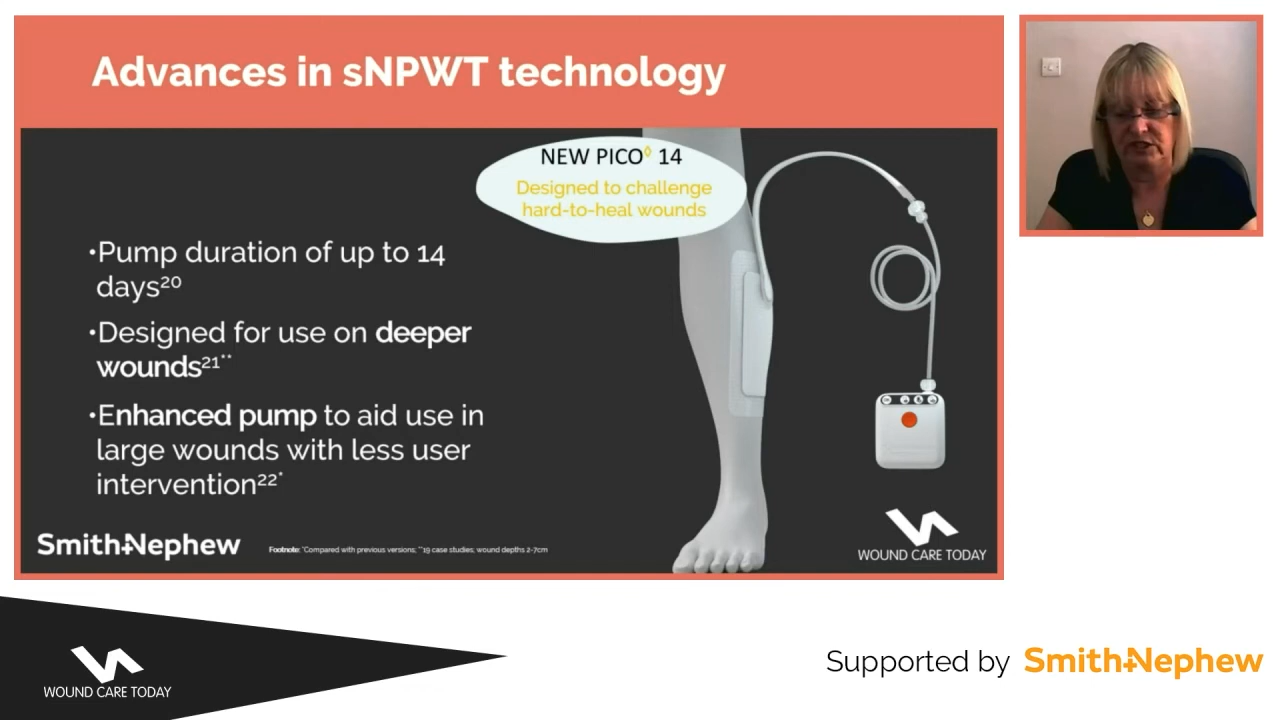 Advances in sNPWT technology
NEW PICO◊ 14
Designed to challenge
hard-to-heal wounds
•Pump duration of up to 14
days²⁰
•Designed for use on deeper
wounds²¹**
•Enhanced pump to aid use in
large wounds with less user
intervention²²*
Smith+Nephew
Footnote: *Compared with previous versions; **19 case studies; wound depths 2-7cm
WOUND CARE TODAY
WOUND CARE TODAY
Supported by Smith+Nephew